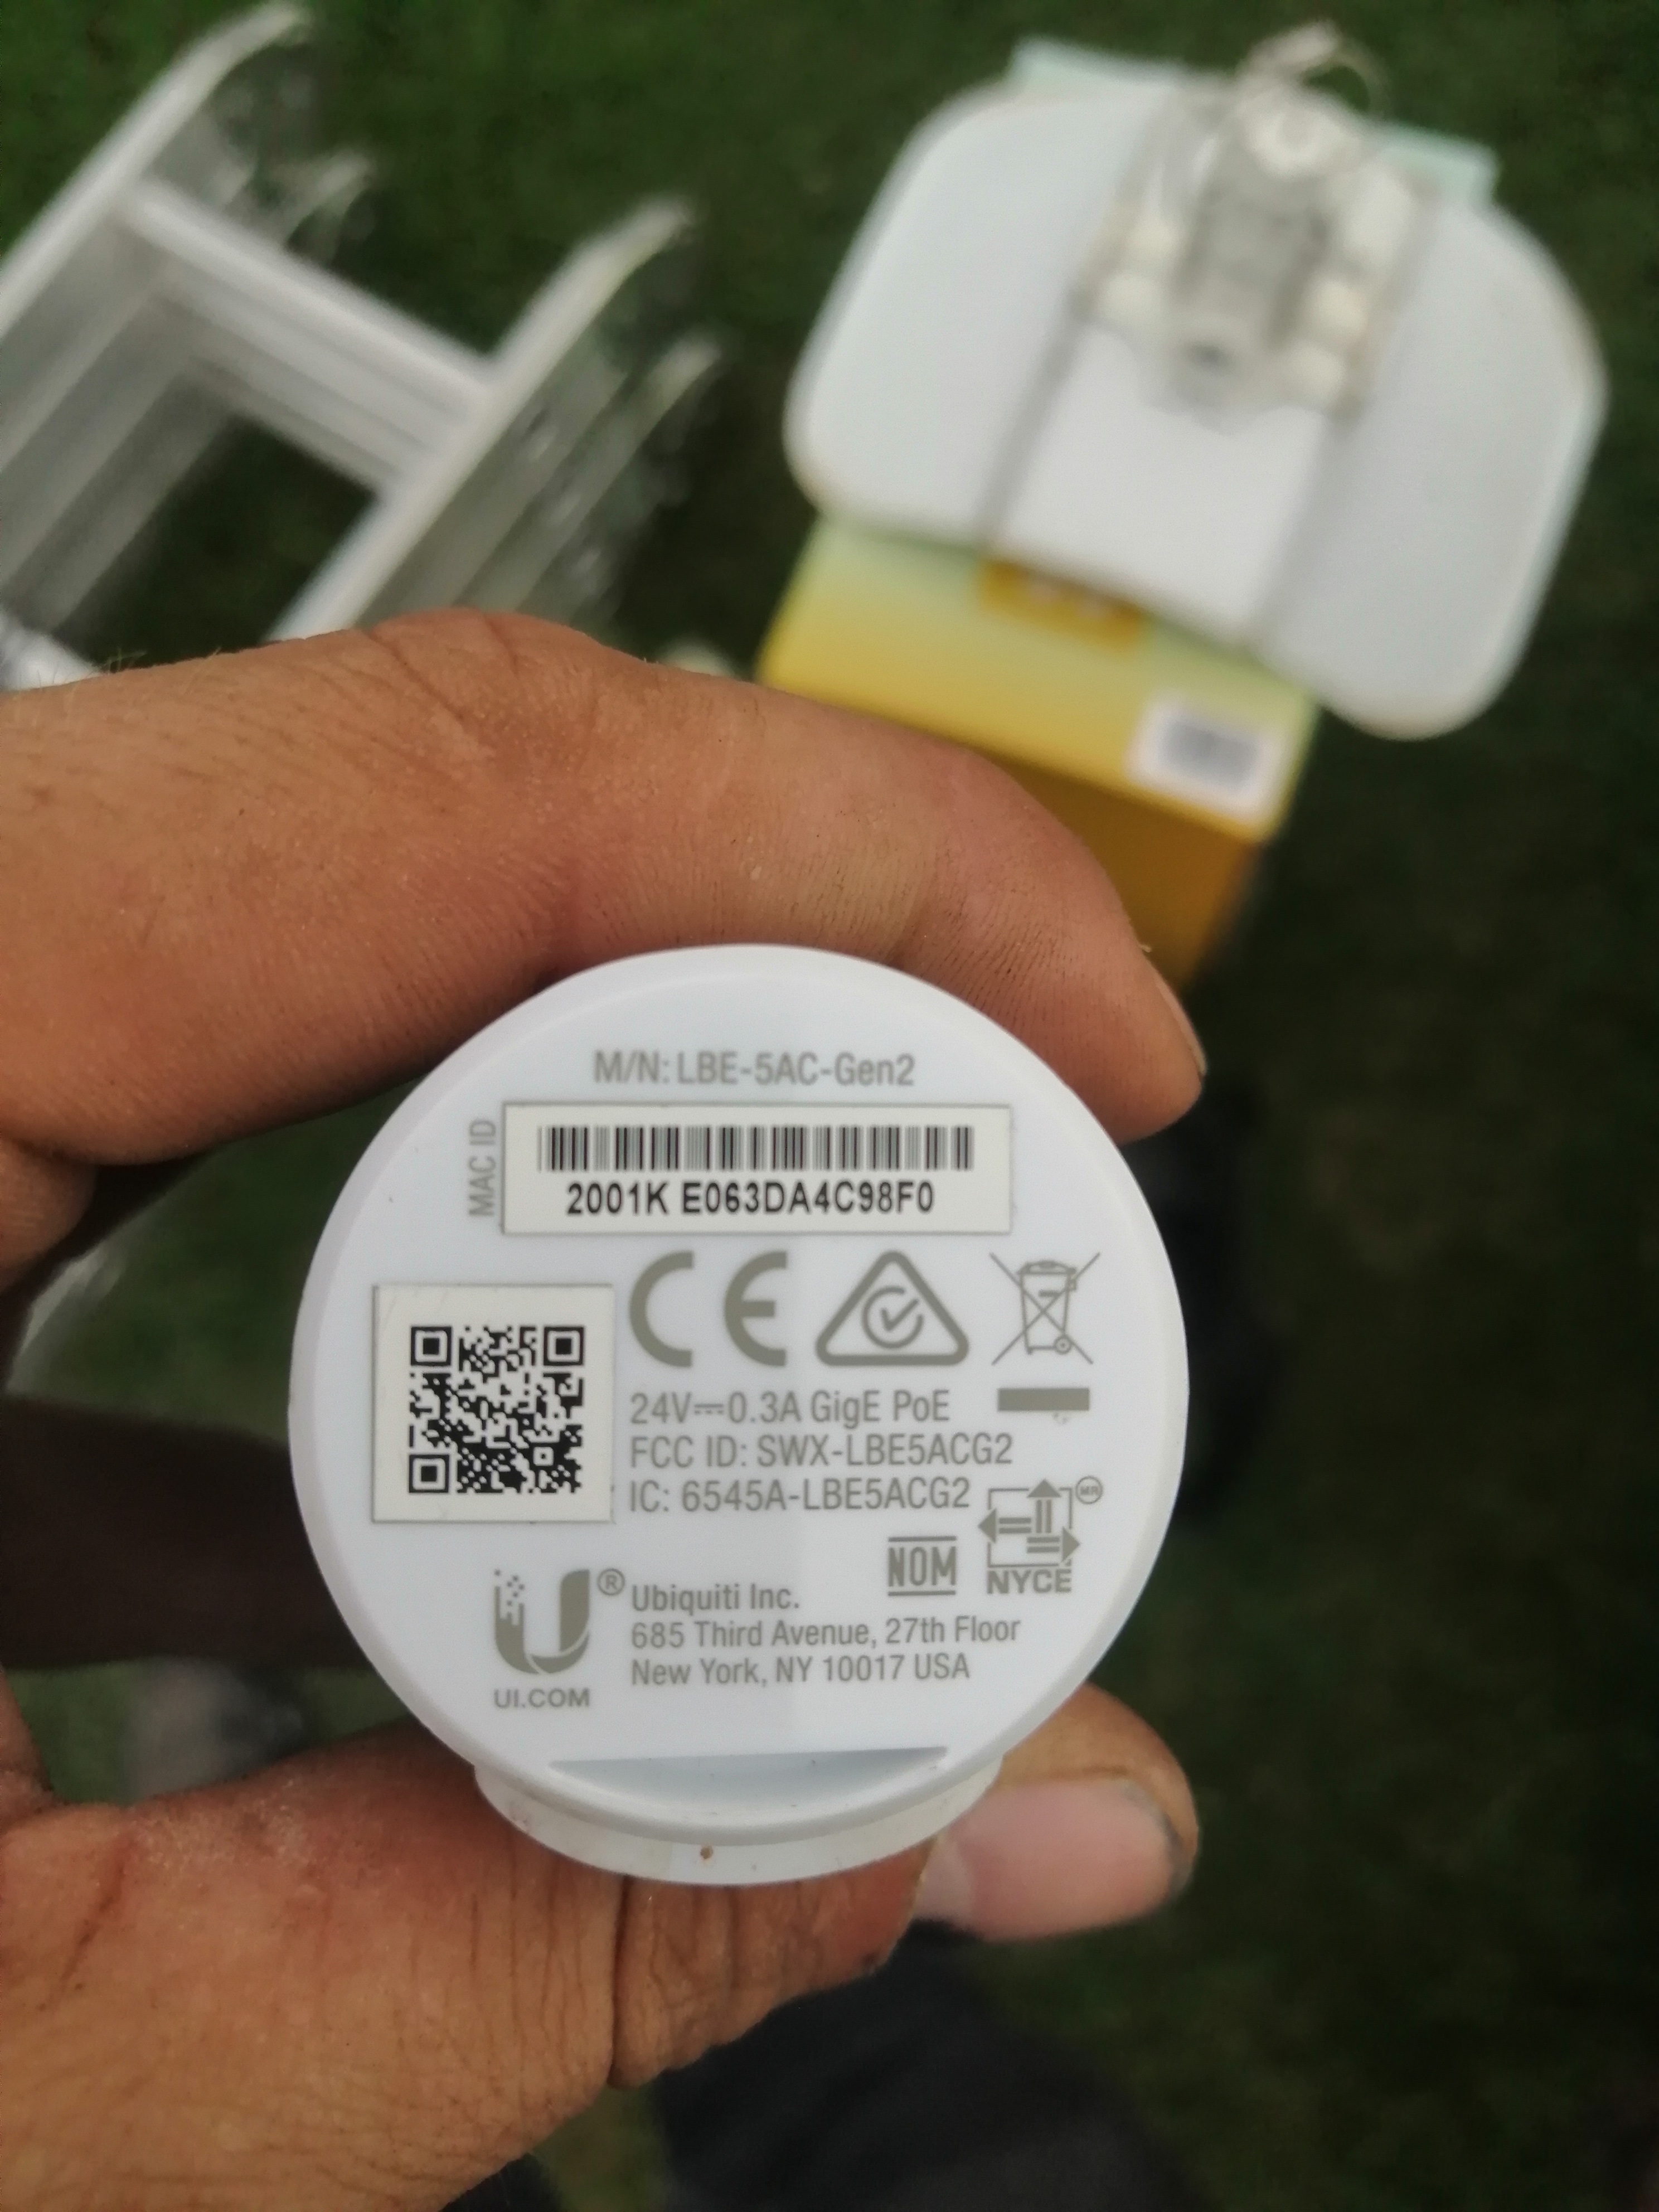 M/N: LBE-5AC-Gen2
MAC ID
2001K E063DA4C98F0
CE
24V⎓0.3A GigE PoE
FCC ID: SWX-LBE5ACG2
IC: 6545A-LBE5ACG2
MR
NOM
NYCE
U®
Ubiquiti Inc.
685 Third Avenue, 27th Floor
New York, NY 10017 USA
UI.COM